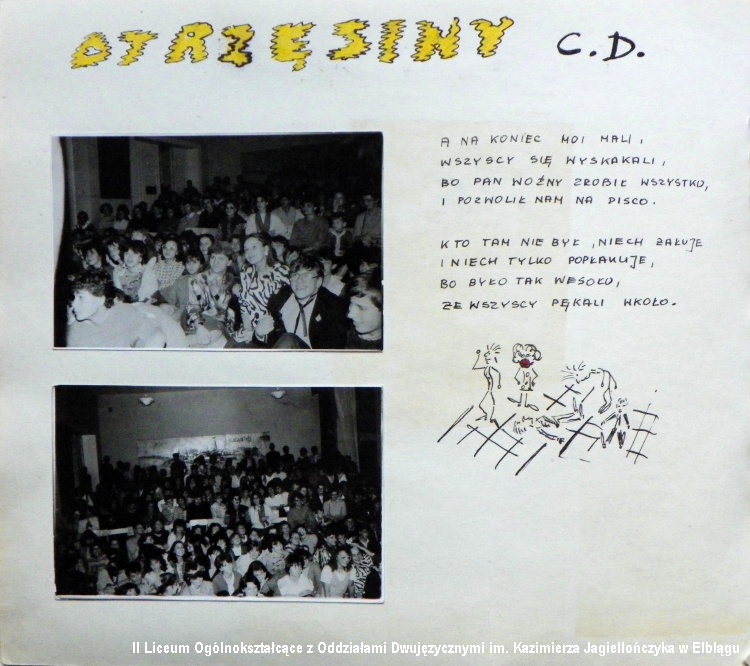 OTRZĘSINY C.D.
A NA KONIEC MOI MALI,
WSZYSCY SIĘ WYSKAKALI,
BO PAN WOŹNY ZROBIŁ WSZYSTKO,
I POZWOLIŁ NAM NA DISCO.
KTO TAM NIE BYŁ, NIECH ŻAŁUJE
I NIECH TYLKO POPŁAKUJE,
BO BYŁO TAK WESOŁO,
ŻE WSZYSCY PĘKALI WKOŁO.
II Liceum Ogólnokształcące z Oddziałami Dwujęzycznymi im. Kazimierza Jagiellończyka w Elblągu